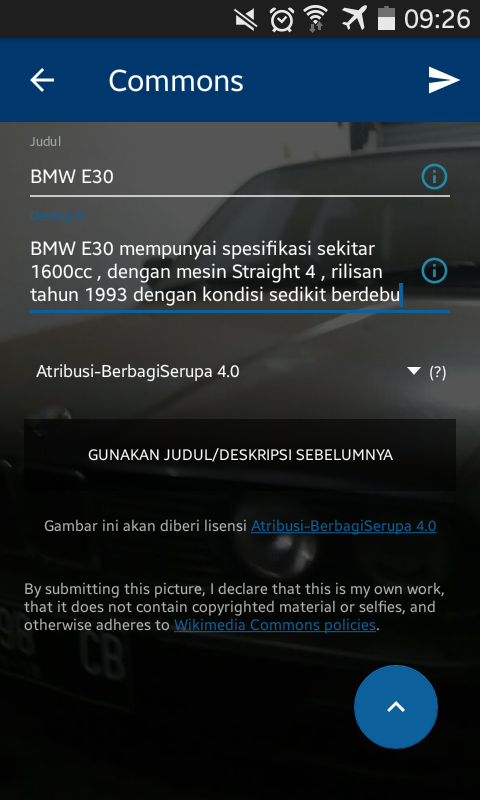 09:26
Commons
Judul
BMW E30
Deskripsi
BMW E30 mempunyai spesifikasi sekitar
1600cc , dengan mesin Straight 4 , rilisan
tahun 1993 dengan kondisi sedikit berdebu
Atribusi-BerbagiSerupa 4.0 (?)
GUNAKAN JUDUL/DESKRIPSI SEBELUMNYA
Gambar ini akan diberi lisensi Atribusi-BerbagiSerupa 4.0
By submitting this picture, I declare that this is my own work,
that it does not contain copyrighted material or selfies, and
otherwise adheres to Wikimedia Commons policies.
CB